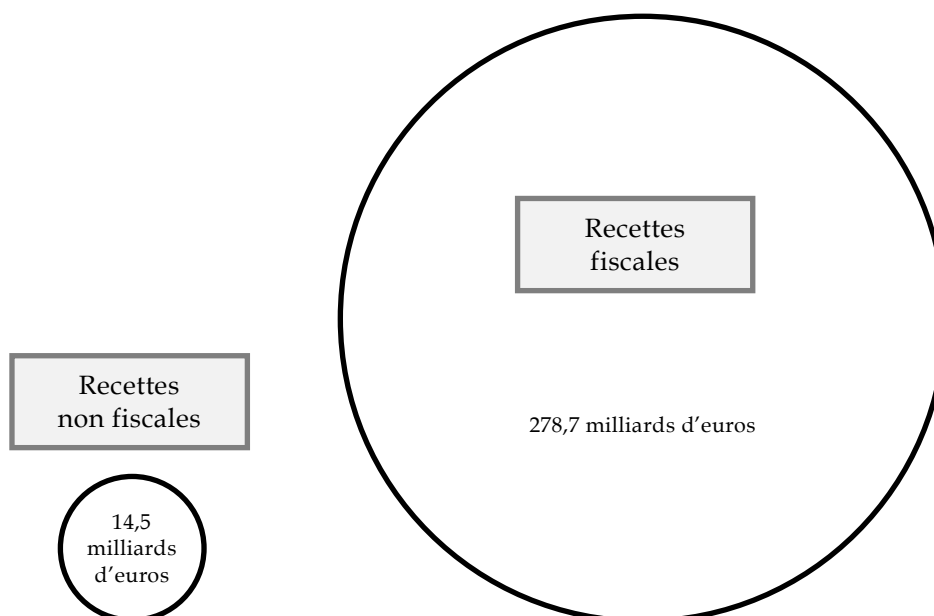 Recettes
fiscales
278,7 milliards d’euros
Recettes
non fiscales
14,5
milliards
d’euros